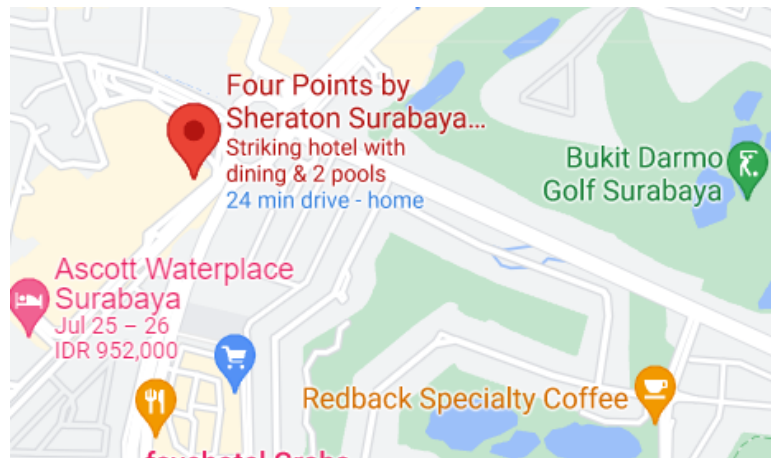 Four Points by
Sheraton Surabaya...
Striking hotel with
dining & 2 pools
24 min drive - home
Bukit Darmo
Golf Surabaya
Ascott Waterplace
Surabaya
Jul 25 – 26
IDR 952,000
Redback Specialty Coffee